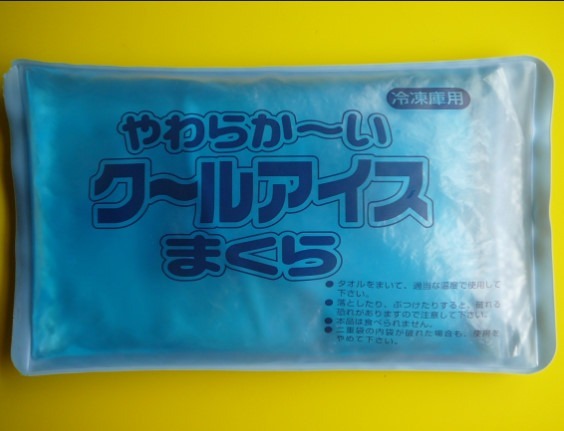 冷凍庫用
やわらか〜い
ク〜ルアイス
まくら
● タオルをまいて、適当な温度で使用して
下さい。
● 落としたり、ぶつけたりすると、破れる
恐れがありますので注意して下さい。
● 本品は食べられません。
● 二重袋の内袋が破れた場合も、使用を
やめて下さい。